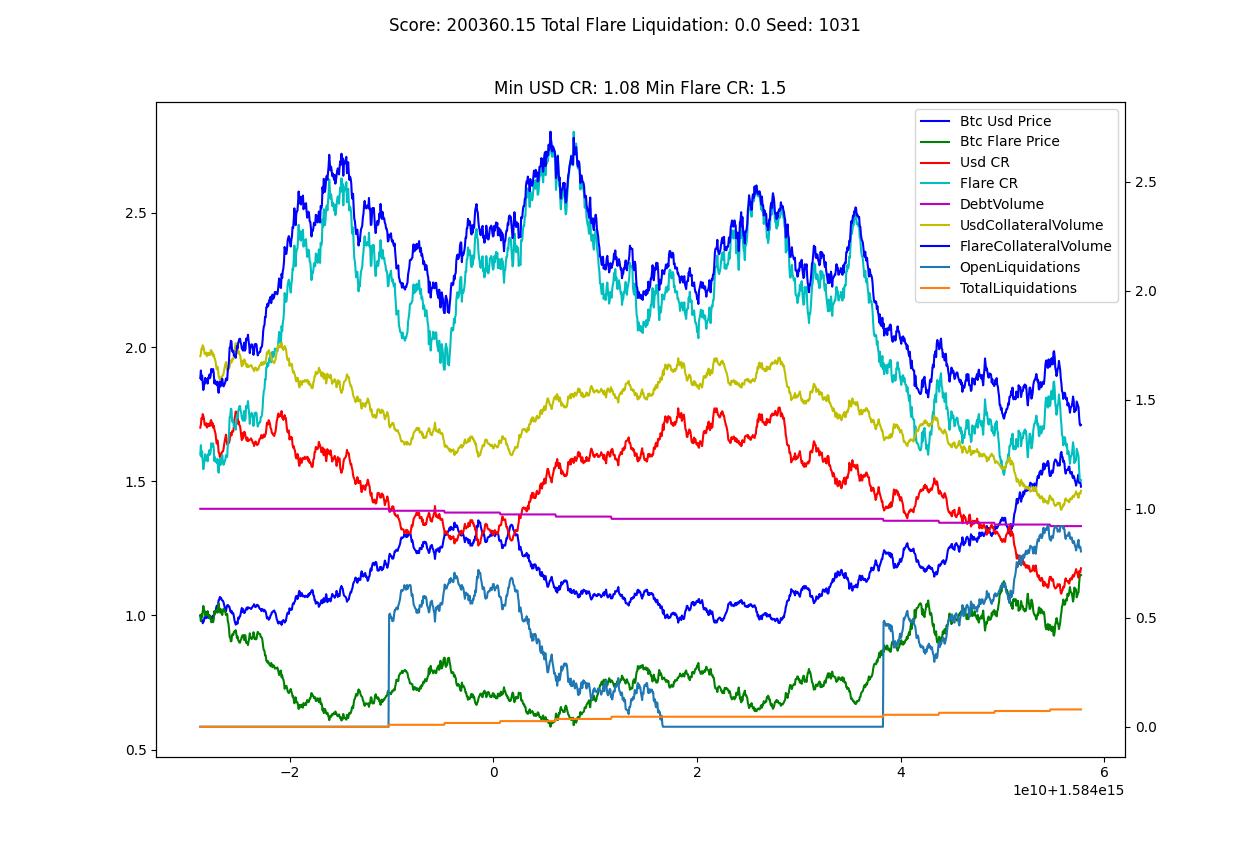 Score: 200360.15 Total Flare Liquidation: 0.0 Seed: 1031
Min USD CR: 1.08 Min Flare CR: 1.5
Btc Usd Price
Btc Flare Price
Usd CR
Flare CR
DebtVolume
UsdCollateralVolume
FlareCollateralVolume
OpenLiquidations
TotalLiquidations
2.5
2.0
1.5
1.0
0.5
2.5
2.0
1.5
1.0
0.5
0.0
−2
0
2
4
6
1e10+1.584e15